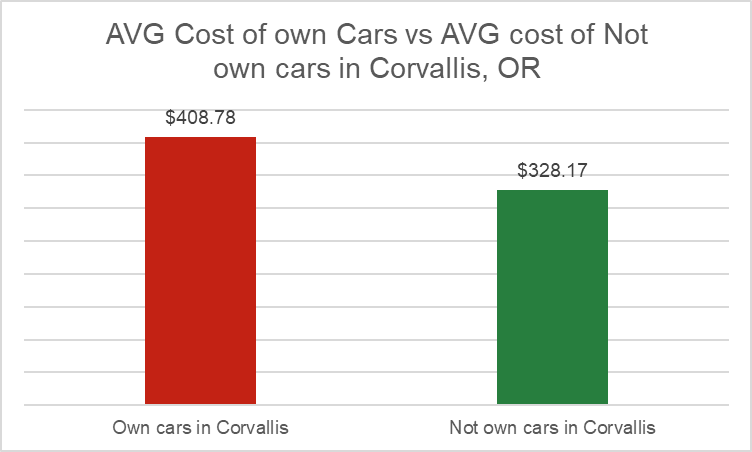 AVG Cost of own Cars vs AVG cost of Not
own cars in Corvallis, OR
$408.78
$328.17
Own cars in Corvallis
Not own cars in Corvallis